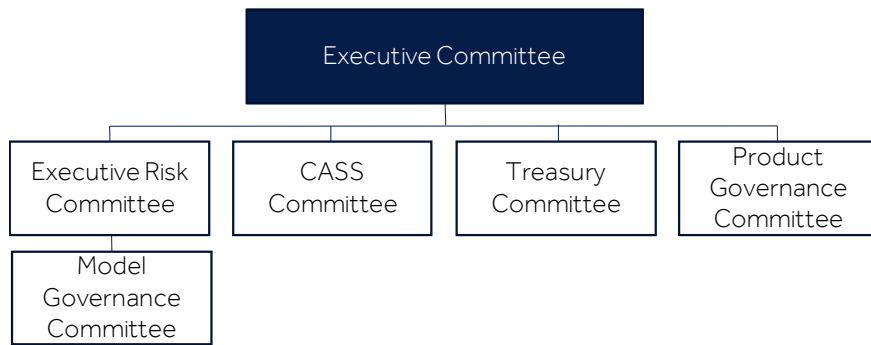 Executive Committee
Executive Risk
Committee
CASS
Committee
Treasury
Committee
Product
Governance
Committee
Model
Governance
Committee